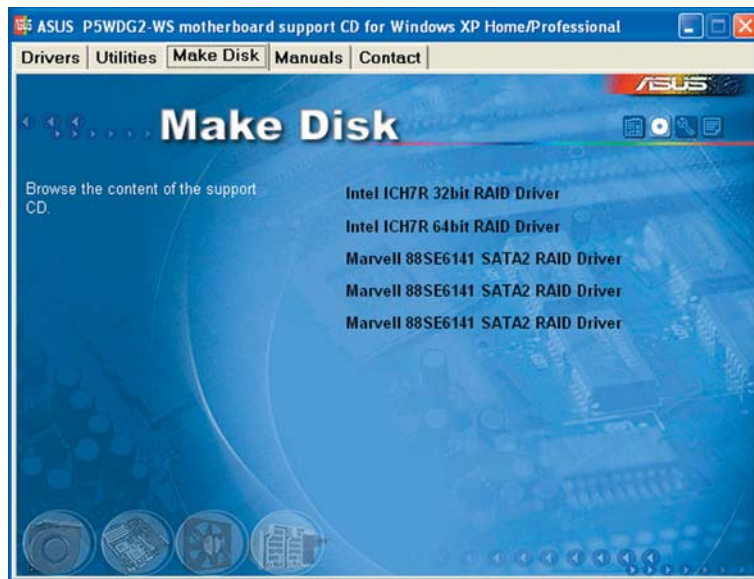 ASUS P5WDG2-WS motherboard support CD for Windows XP Home/Professional
Drivers Utilities Make Disk Manuals Contact
ASUS
Make Disk
Browse the content of the support
CD.
Intel ICH7R 32bit RAID Driver
Intel ICH7R 64bit RAID Driver
Marvell 88SE6141 SATA2 RAID Driver
Marvell 88SE6141 SATA2 RAID Driver
Marvell 88SE6141 SATA2 RAID Driver